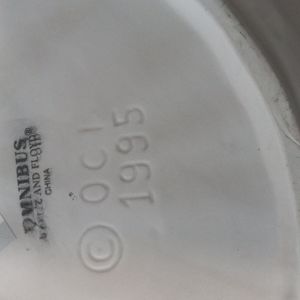 OMNIBUS
BY FITZ AND FLOYD®
CHINA
© OCI
1995